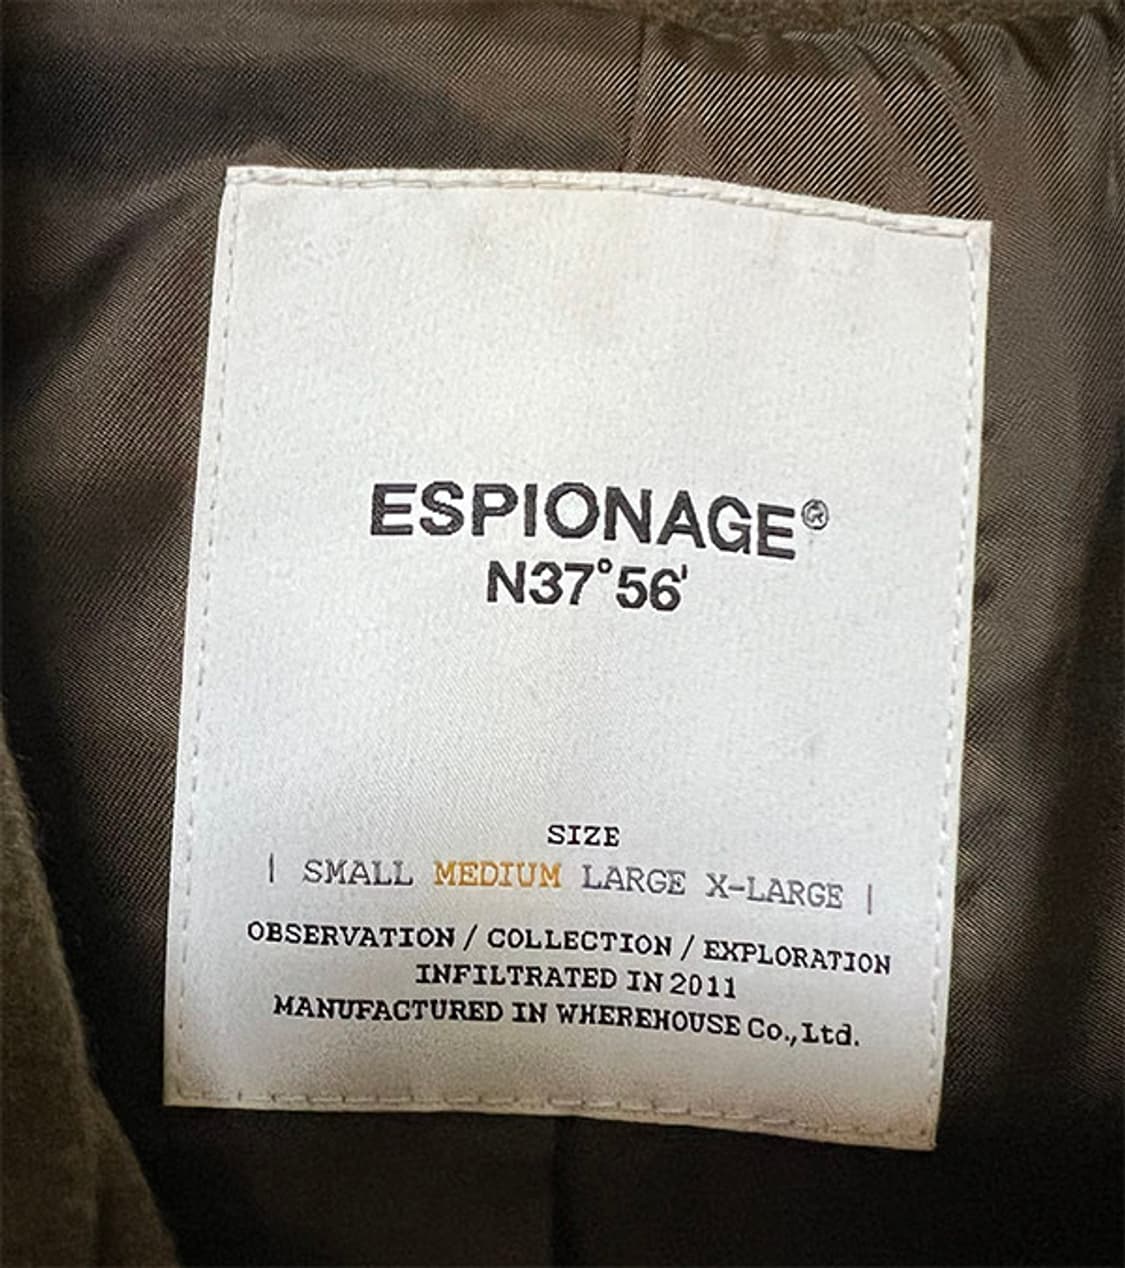 ESPIONAGE®
N37°56'
SIZE
| SMALL MEDIUM LARGE X-LARGE |
OBSERVATION / COLLECTION / EXPLORATION
INFILTRATED IN 2011
MANUFACTURED IN WHEREHOUSE Co.,Ltd.